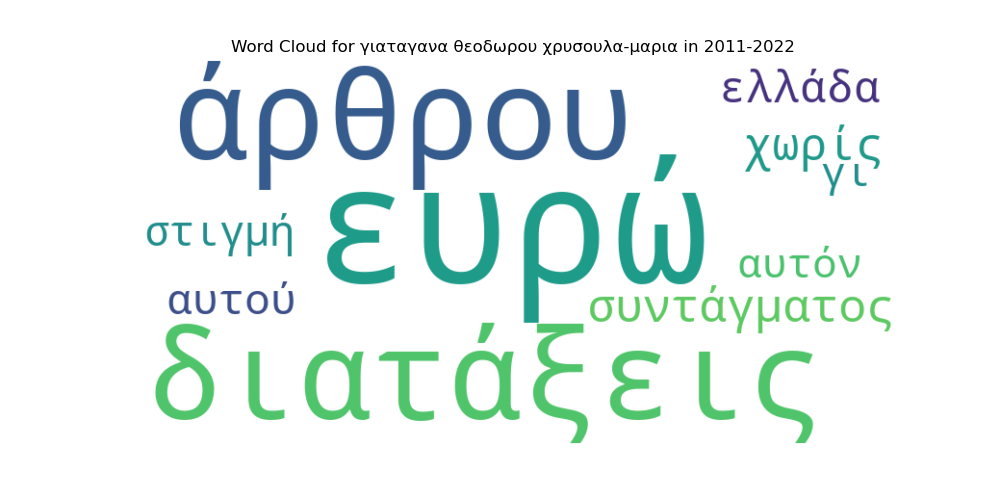 Word Cloud for γιαταγανα θεοδωρου χρυσουλα-μαρια in 2011-2022
άρθρου
ελλάδα
χωρίς
γι
ευρώ
στιγμή
αυτόν
αυτού
συντάγματος
διατάξεις